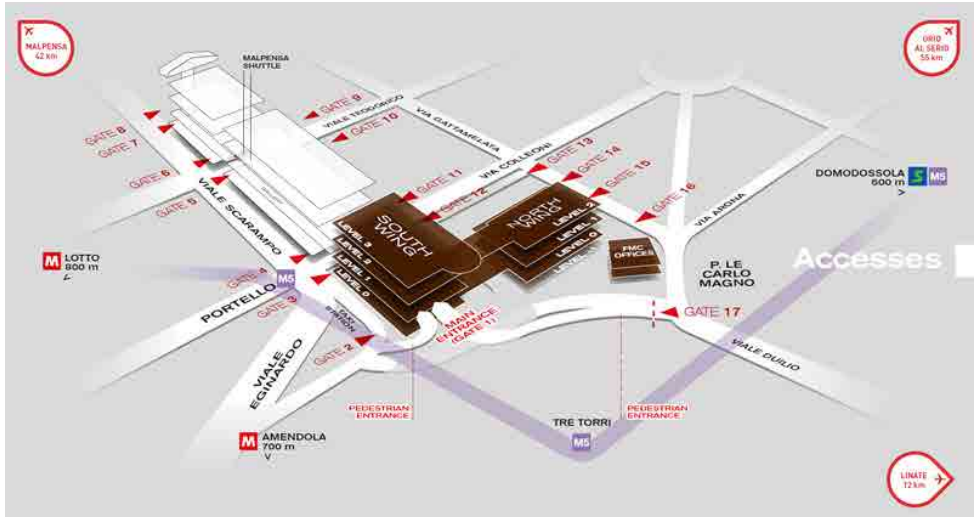 MALPENSA
42 km
ORIO
AL SERIO
55 km
MALPENSA
SHUTTLE
GATE 9
VIALE TEODORICO
GATE 10
VIA GATTAMELATA
GATE 8
GATE 7
GATE 6
GATE 5
VIALE SCARAMPO
VIA COLLEONI
GATE 11
GATE 12
GATE 13
GATE 14
GATE 15
GATE 16
VIA ARONA
DOMODOSSOLA
600 m
S
M5
SOUTH
WING
LEVEL 3
LEVEL 2
LEVEL 1
LEVEL 0
NORTH
WING
LEVEL 2
LEVEL 1
LEVEL 0
LEVEL
FMC
OFFICES
P. LE
CARLO
MAGNO
Accesses
M
LOTTO
800 m
GATE 4
M5
PORTELLO
GATE 3
TAXI
STATION
GATE 2
MAIN
ENTRANCE
(GATE 1)
GATE 17
VIALE DUILIO
VIALE
EGINARDO
PEDESTRIAN
ENTRANCE
PEDESTRIAN
ENTRANCE
TRE TORRI
M5
M
AMENDOLA
700 m
LINATE
12 km